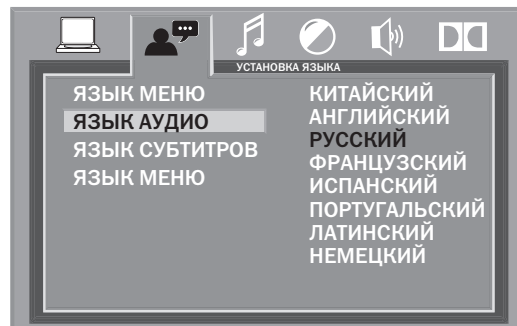 УСТАНОВКА ЯЗЫКА
ЯЗЫК МЕНЮ
ЯЗЫК АУДИО
ЯЗЫК СУБТИТРОВ
ЯЗЫК МЕНЮ
КИТАЙСКИЙ
АНГЛИЙСКИЙ
РУССКИЙ
ФРАНЦУЗСКИЙ
ИСПАНСКИЙ
ПОРТУГАЛЬСКИЙ
ЛАТИНСКИЙ
НЕМЕЦКИЙ